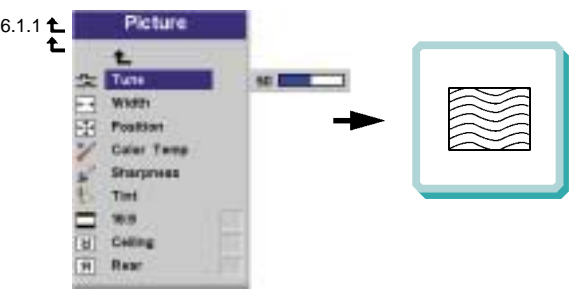 6.1.1
Picture
Tune
50
Width
Position
Color Temp
Sharpness
Tint
16:9
Ceiling
Rear